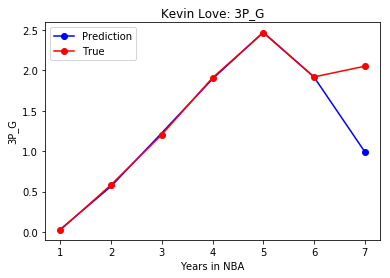 Kevin Love: 3P_G
Prediction
True
2.5
2.0
1.5
1.0
0.5
0.0
3P_G
1 2 3 4 5 6 7
Years in NBA